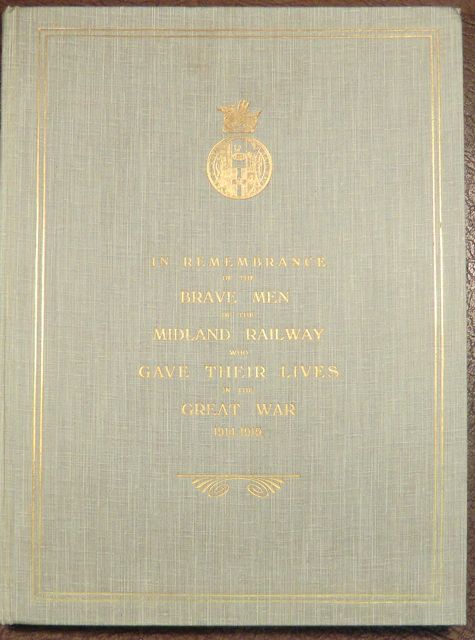 IN REMEMBRANCE
OF THE
BRAVE MEN
OF THE
MIDLAND RAILWAY
WHO
GAVE THEIR LIVES
IN THE
GREAT WAR
1914-1919